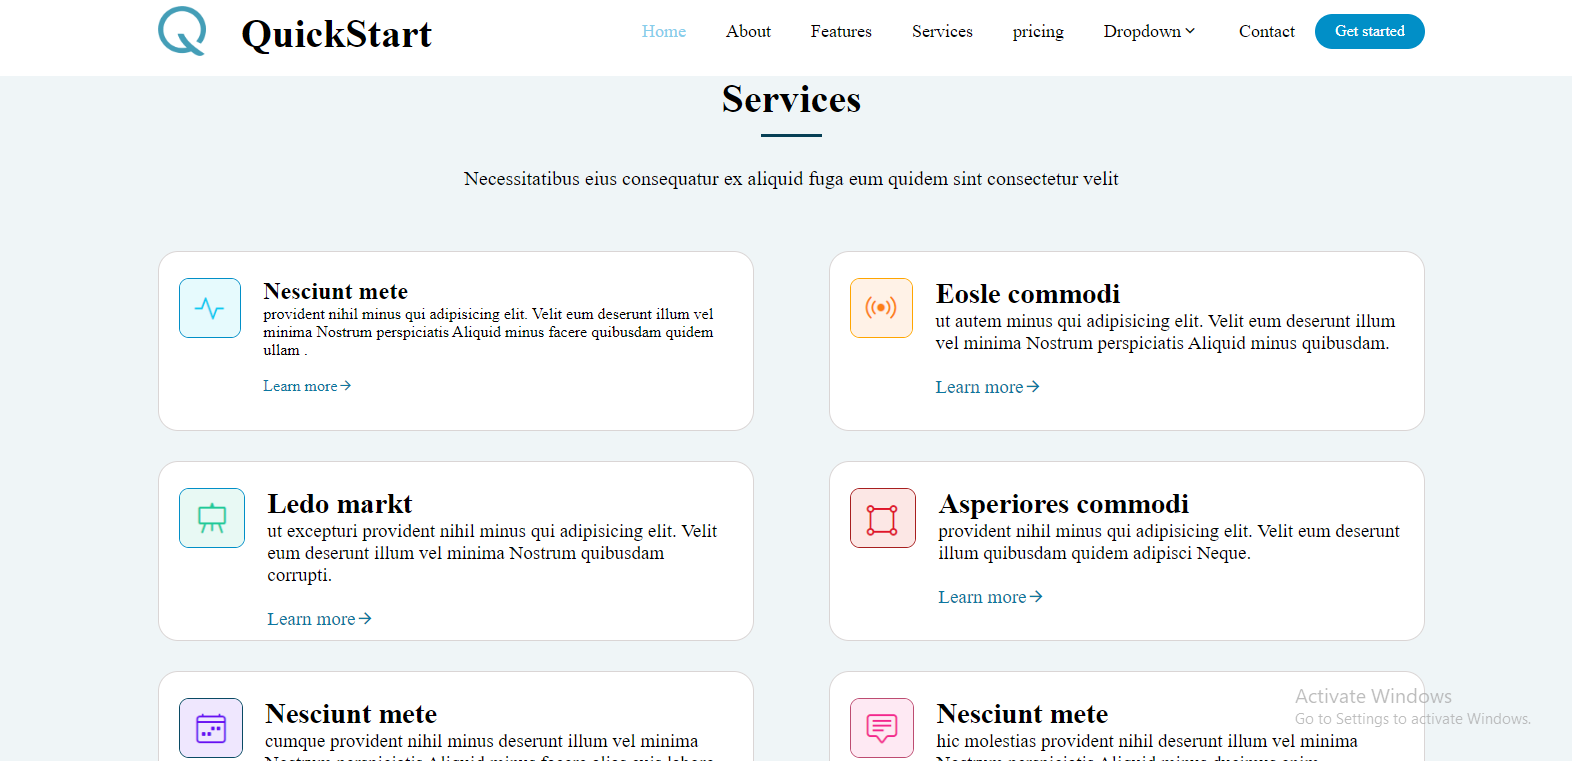 QuickStart
Home About Features Services pricing Dropdown Contact Get started
Services
Necessitatibus eius consequatur ex aliquid fuga eum quidem sint consectetur velit
Nesciunt mete
provident nihil minus qui adipisicing elit. Velit eum deserunt illum vel
minima Nostrum perspiciatis Aliquid minus facere quibusdam quidem
ullam .
Learn more
Eosle commodi
ut autem minus qui adipisicing elit. Velit eum deserunt illum
vel minima Nostrum perspiciatis Aliquid minus quibusdam.
Learn more
Ledo markt
ut excepturi provident nihil minus qui adipisicing elit. Velit
eum deserunt illum vel minima Nostrum quibusdam
corrupti.
Learn more
Asperiores commodi
provident nihil minus qui adipisicing elit. Velit eum deserunt
illum quibusdam quidem adipisci Neque.
Learn more
Nesciunt mete
cumque provident nihil minus deserunt illum vel minima
Nesciunt mete
hic molestias provident nihil deserunt illum vel minima
Activate Windows
Go to Settings to activate Windows.